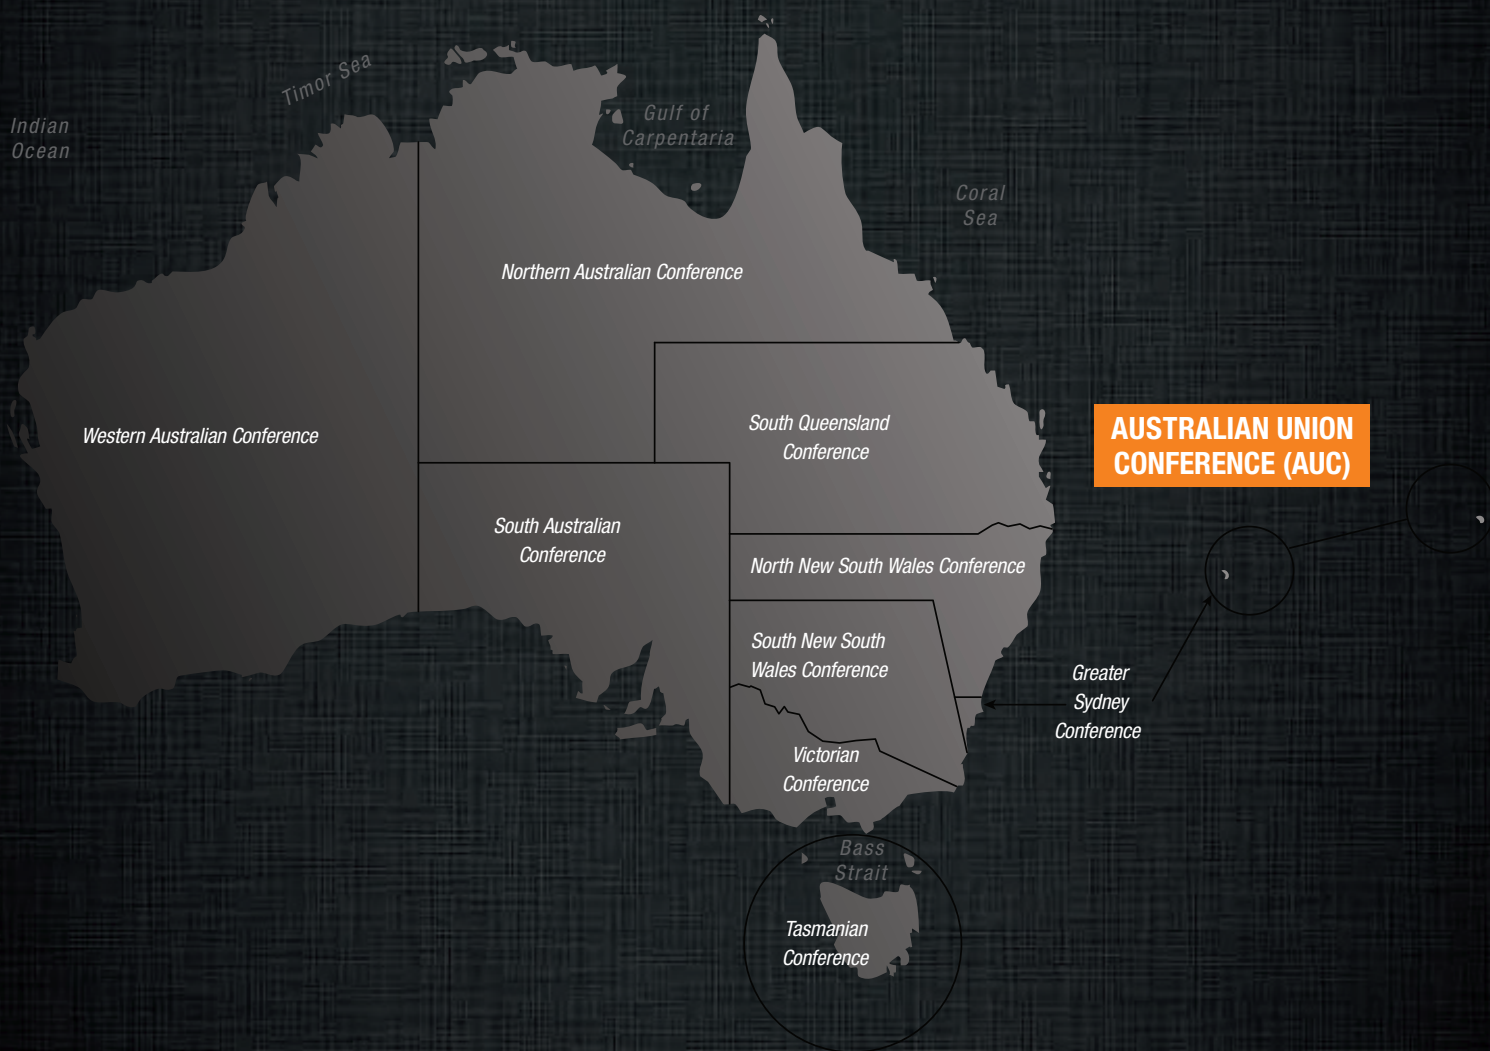 Timor Sea
Indian
Ocean
Gulf of
Carpentaria
Coral
Sea
Northern Australian Conference
Western Australian Conference
South Queensland
Conference
AUSTRALIAN UNION
CONFERENCE (AUC)
South Australian
Conference
North New South Wales Conference
South New South
Wales Conference
Greater
Sydney
Conference
Victorian
Conference
Bass
Strait
Tasmanian
Conference